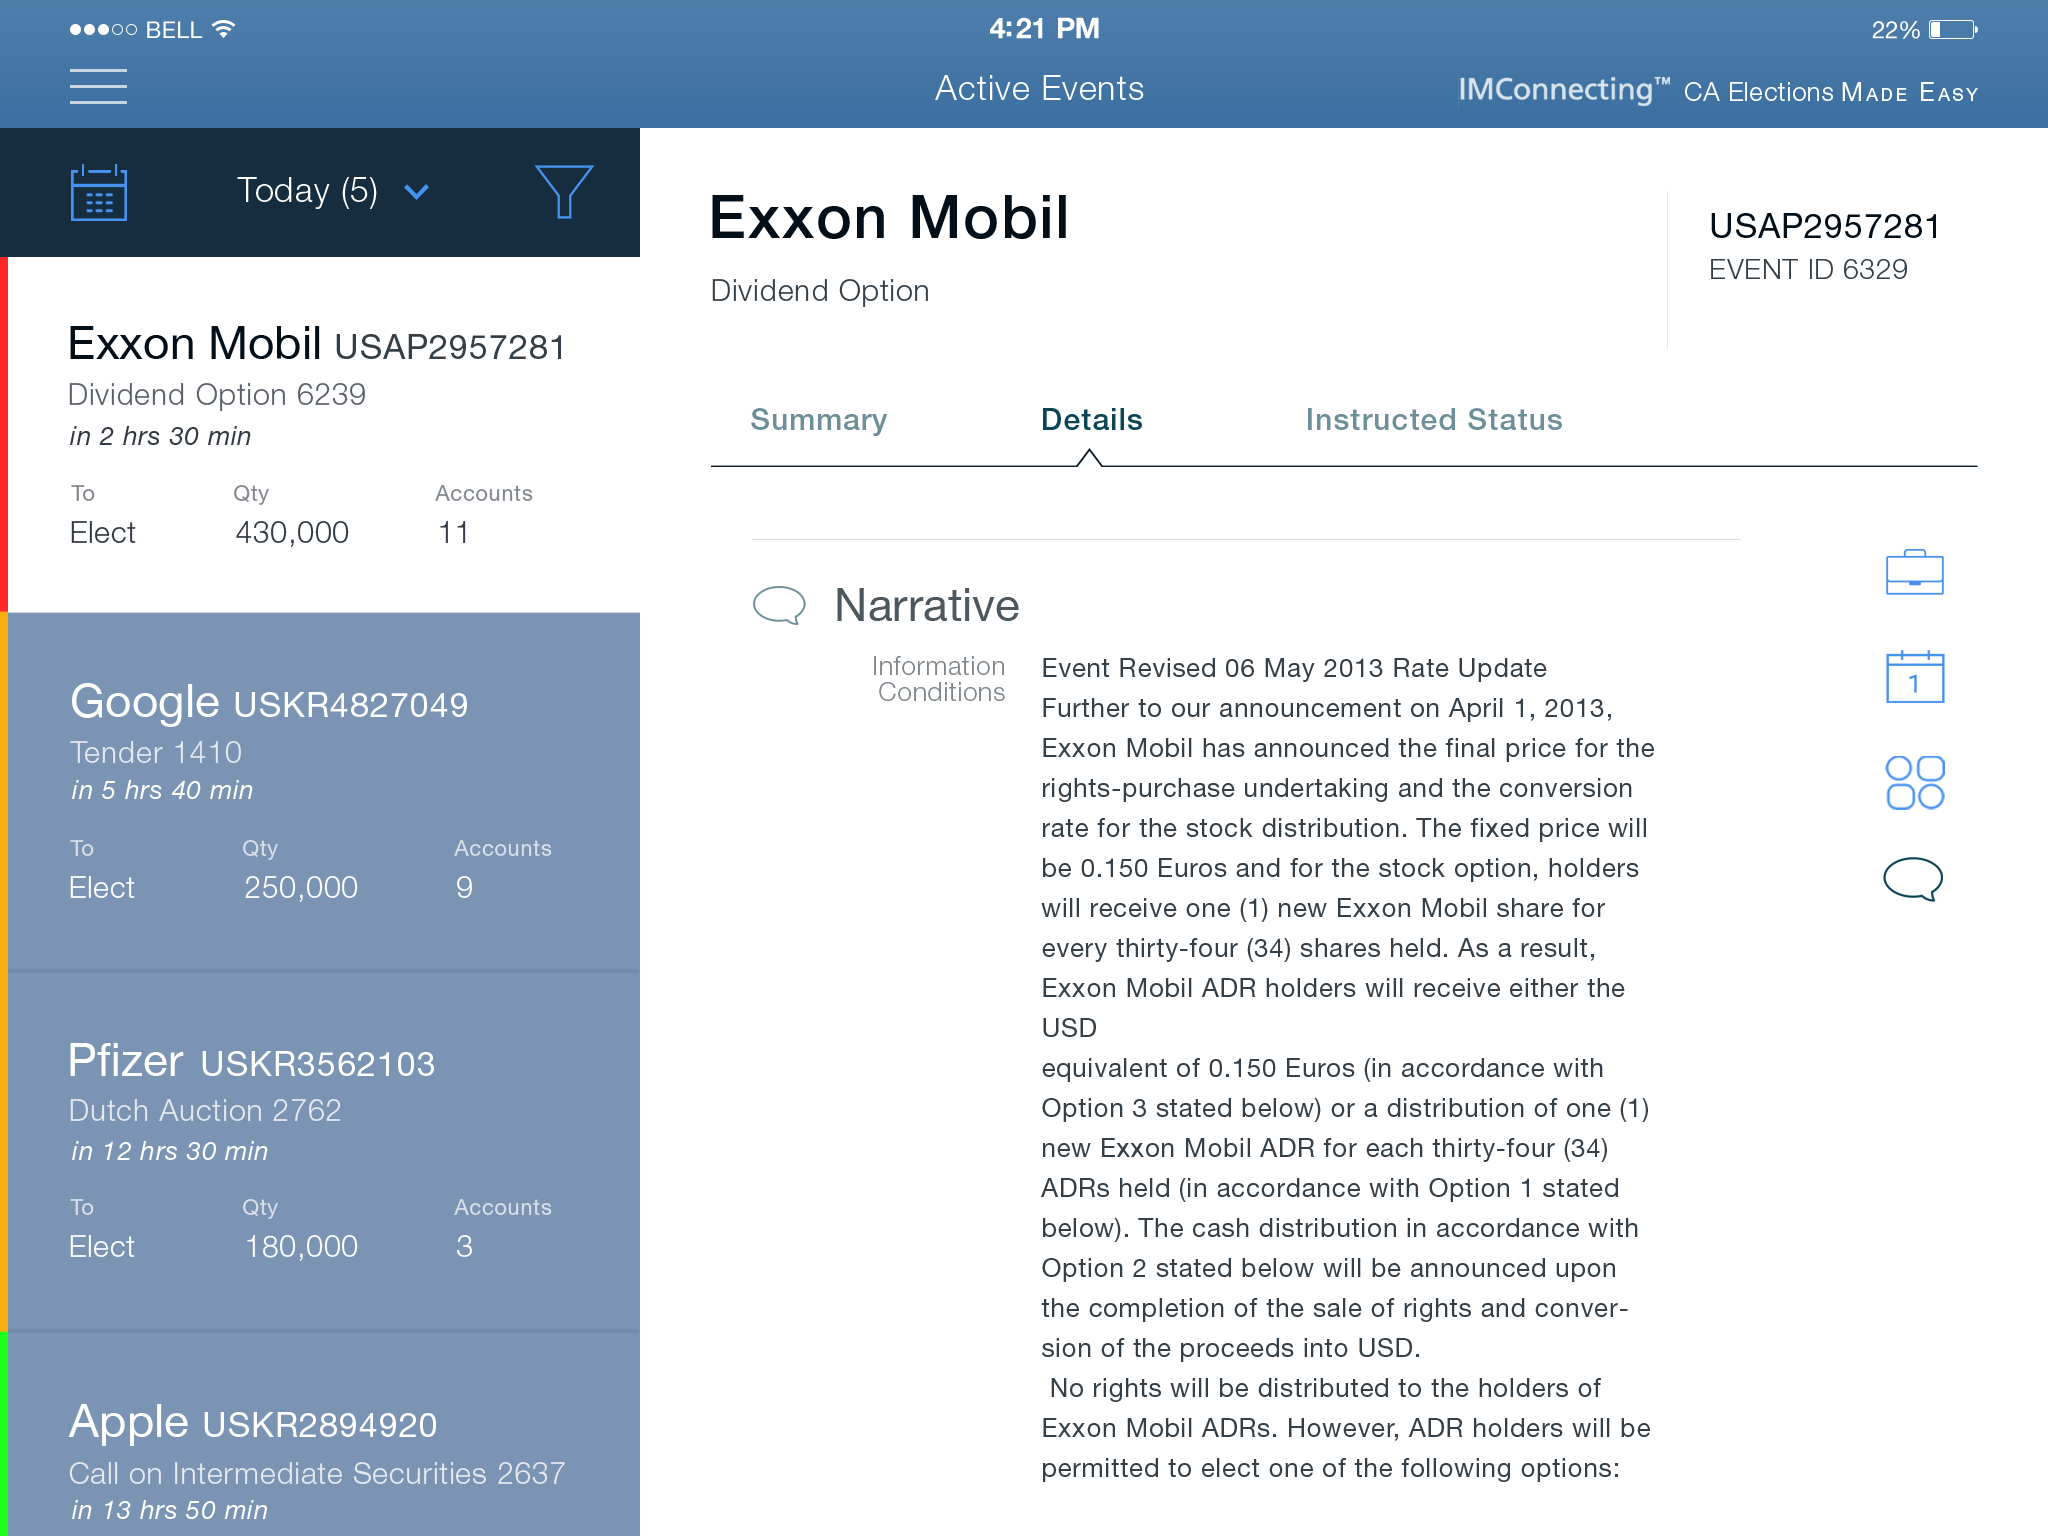 BELL
4:21 PM
22%
Active Events
IMConnecting™ CA Elections MADE EASY
Today (5)
Exxon Mobil USAP2957281
Dividend Option 6239
in 2 hrs 30 min
To Qty Accounts
Elect 430,000 11
Google USKR4827049
Tender 1410
in 5 hrs 40 min
To Qty Accounts
Elect 250,000 9
Pfizer USKR3562103
Dutch Auction 2762
in 12 hrs 30 min
To Qty Accounts
Elect 180,000 3
Apple USKR2894920
Call on Intermediate Securities 2637
in 13 hrs 50 min
Exxon Mobil
Dividend Option
USAP2957281
EVENT ID 6329
Summary Details Instructed Status
Narrative
Information
Conditions
Event Revised 06 May 2013 Rate Update
Further to our announcement on April 1, 2013,
Exxon Mobil has announced the final price for the
rights-purchase undertaking and the conversion
rate for the stock distribution. The fixed price will
be 0.150 Euros and for the stock option, holders
will receive one (1) new Exxon Mobil share for
every thirty-four (34) shares held. As a result,
Exxon Mobil ADR holders will receive either the
USD
equivalent of 0.150 Euros (in accordance with
Option 3 stated below) or a distribution of one (1)
new Exxon Mobil ADR for each thirty-four (34)
ADRs held (in accordance with Option 1 stated
below). The cash distribution in accordance with
Option 2 stated below will be announced upon
the completion of the sale of rights and conver-
sion of the proceeds into USD.
No rights will be distributed to the holders of
Exxon Mobil ADRs. However, ADR holders will be
permitted to elect one of the following options:
1